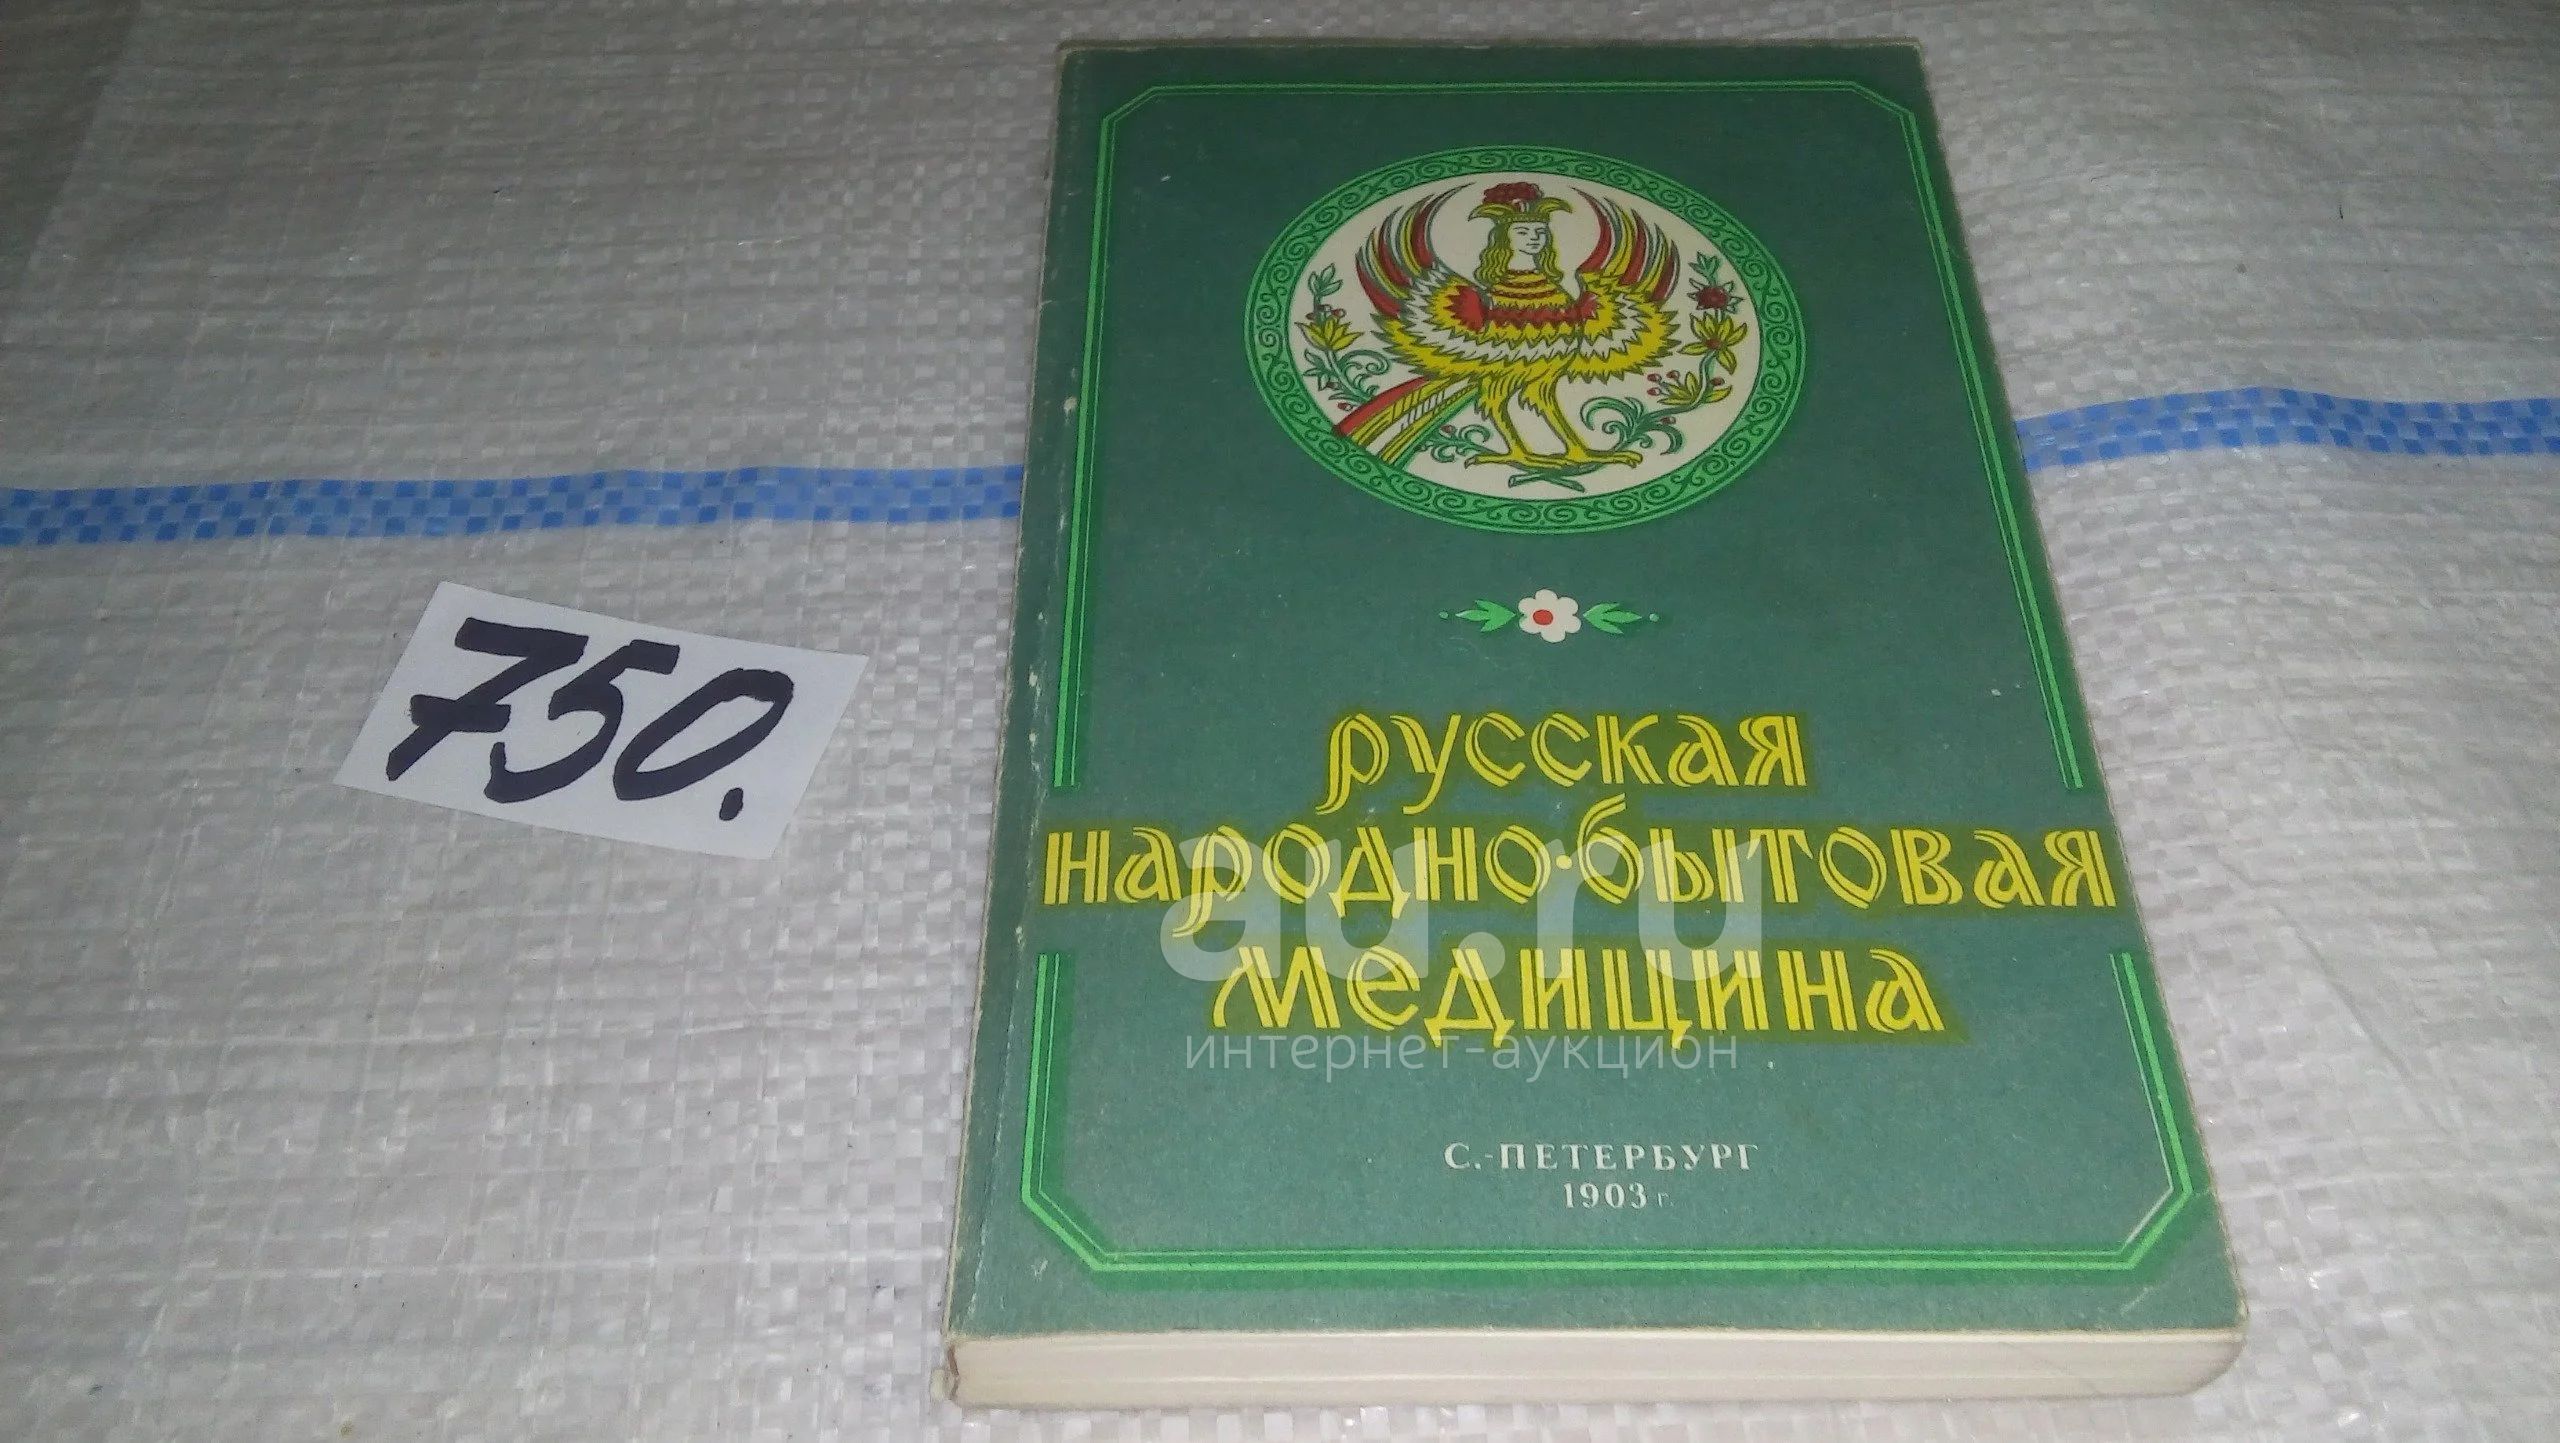 750.
Русская
народно-бытовая
медицина
au.ru
интернет-аукцион
С.-ПЕТЕРБУРГ
1903 г.